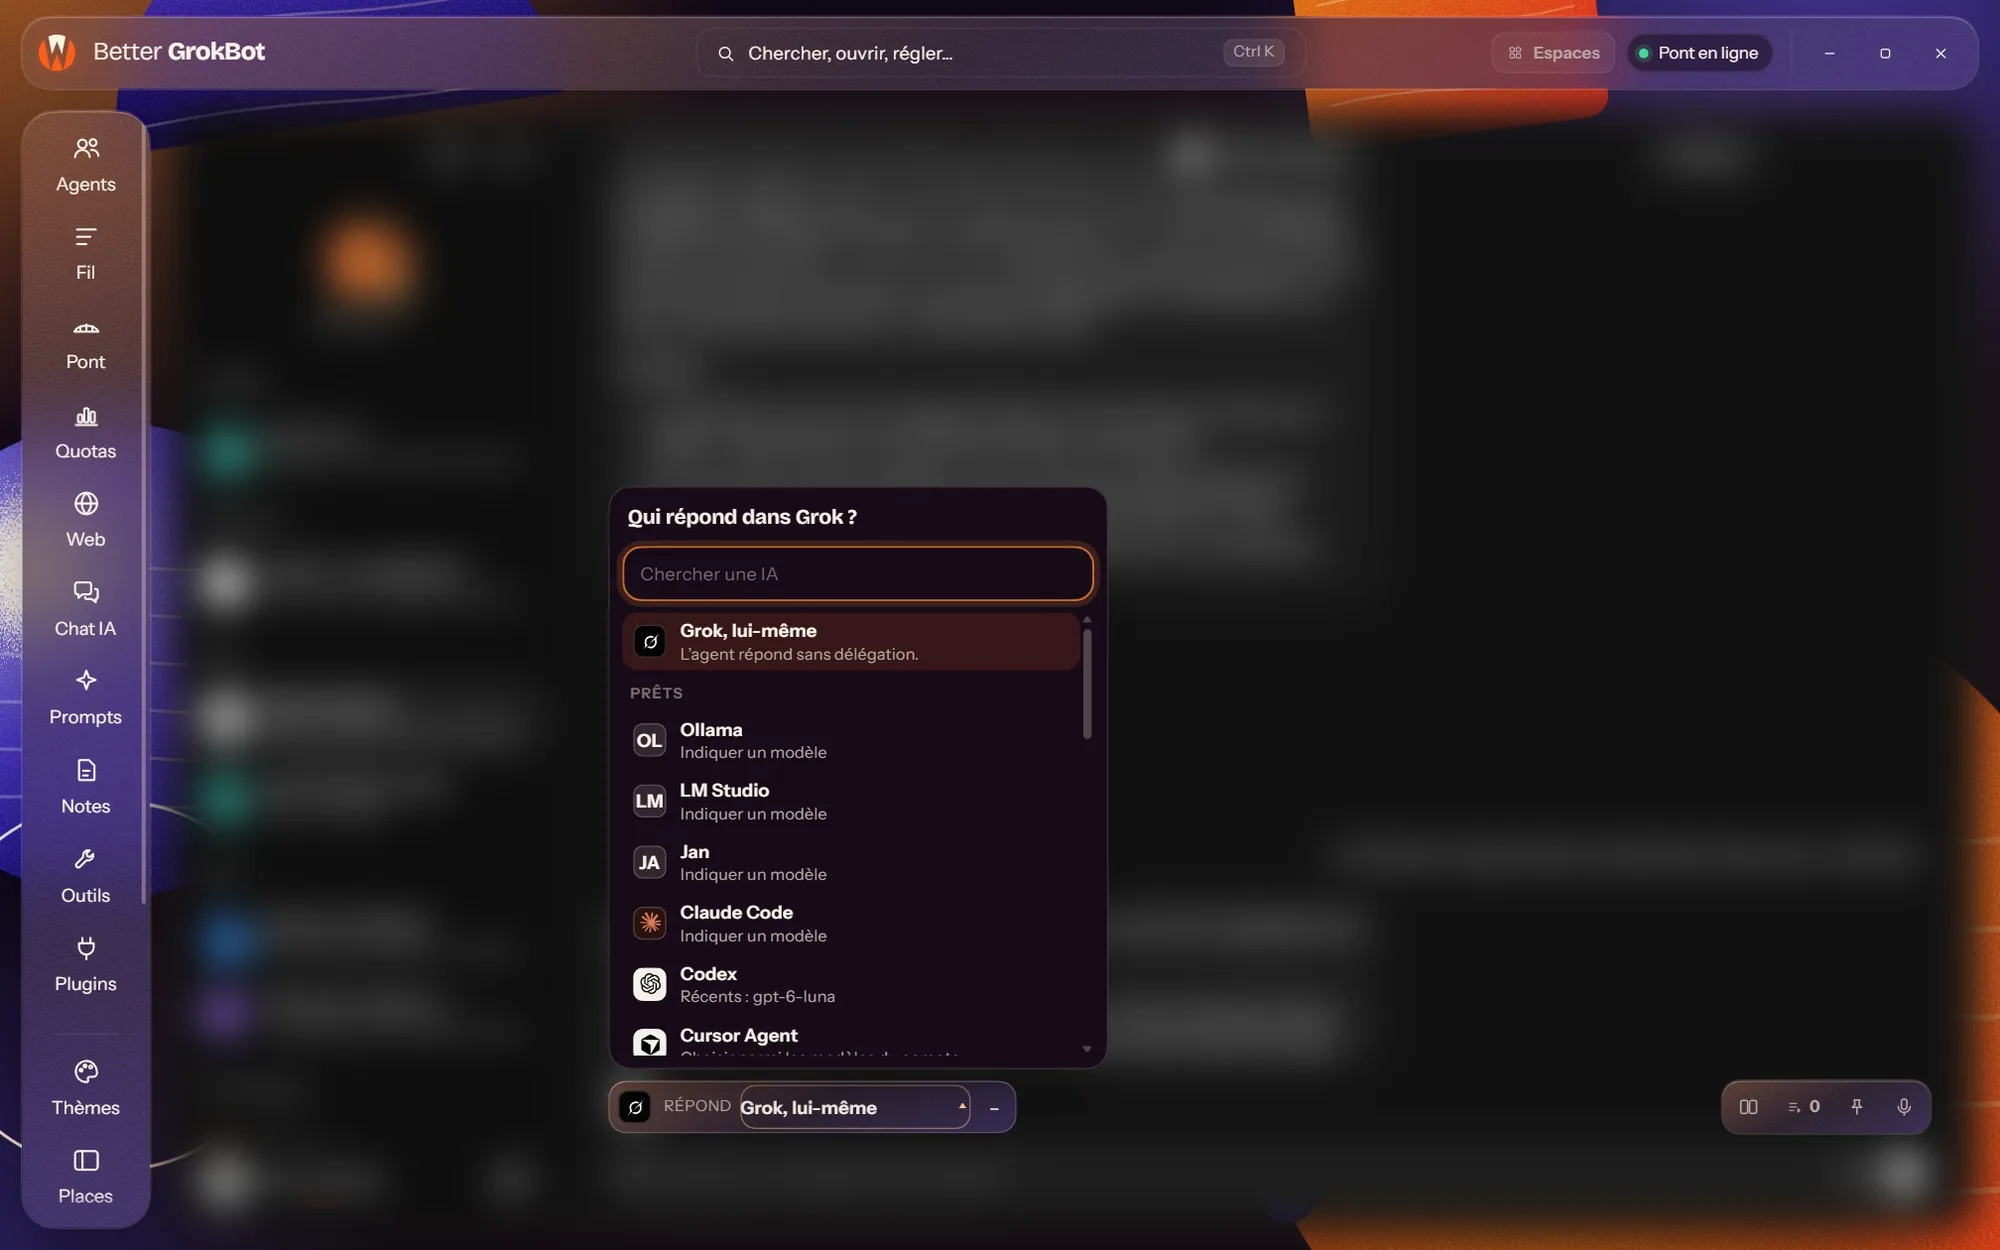 Better GrokBot
Chercher, ouvrir, régler...
Ctrl K
Espaces
Pont en ligne
Agents
Fil
Pont
Quotas
Web
Chat IA
Prompts
Notes
Outils
Plugins
Thèmes
Places
Qui répond dans Grok ?
Chercher une IA
Grok, lui-même
L'agent répond sans délégation.
PRÊTS
OL
Ollama
Indiquer un modèle
LM
LM Studio
Indiquer un modèle
JA
Jan
Indiquer un modèle
Claude Code
Indiquer un modèle
Codex
Récents : gpt-6-luna
Cursor Agent
RÉPOND Grok, lui-même
0